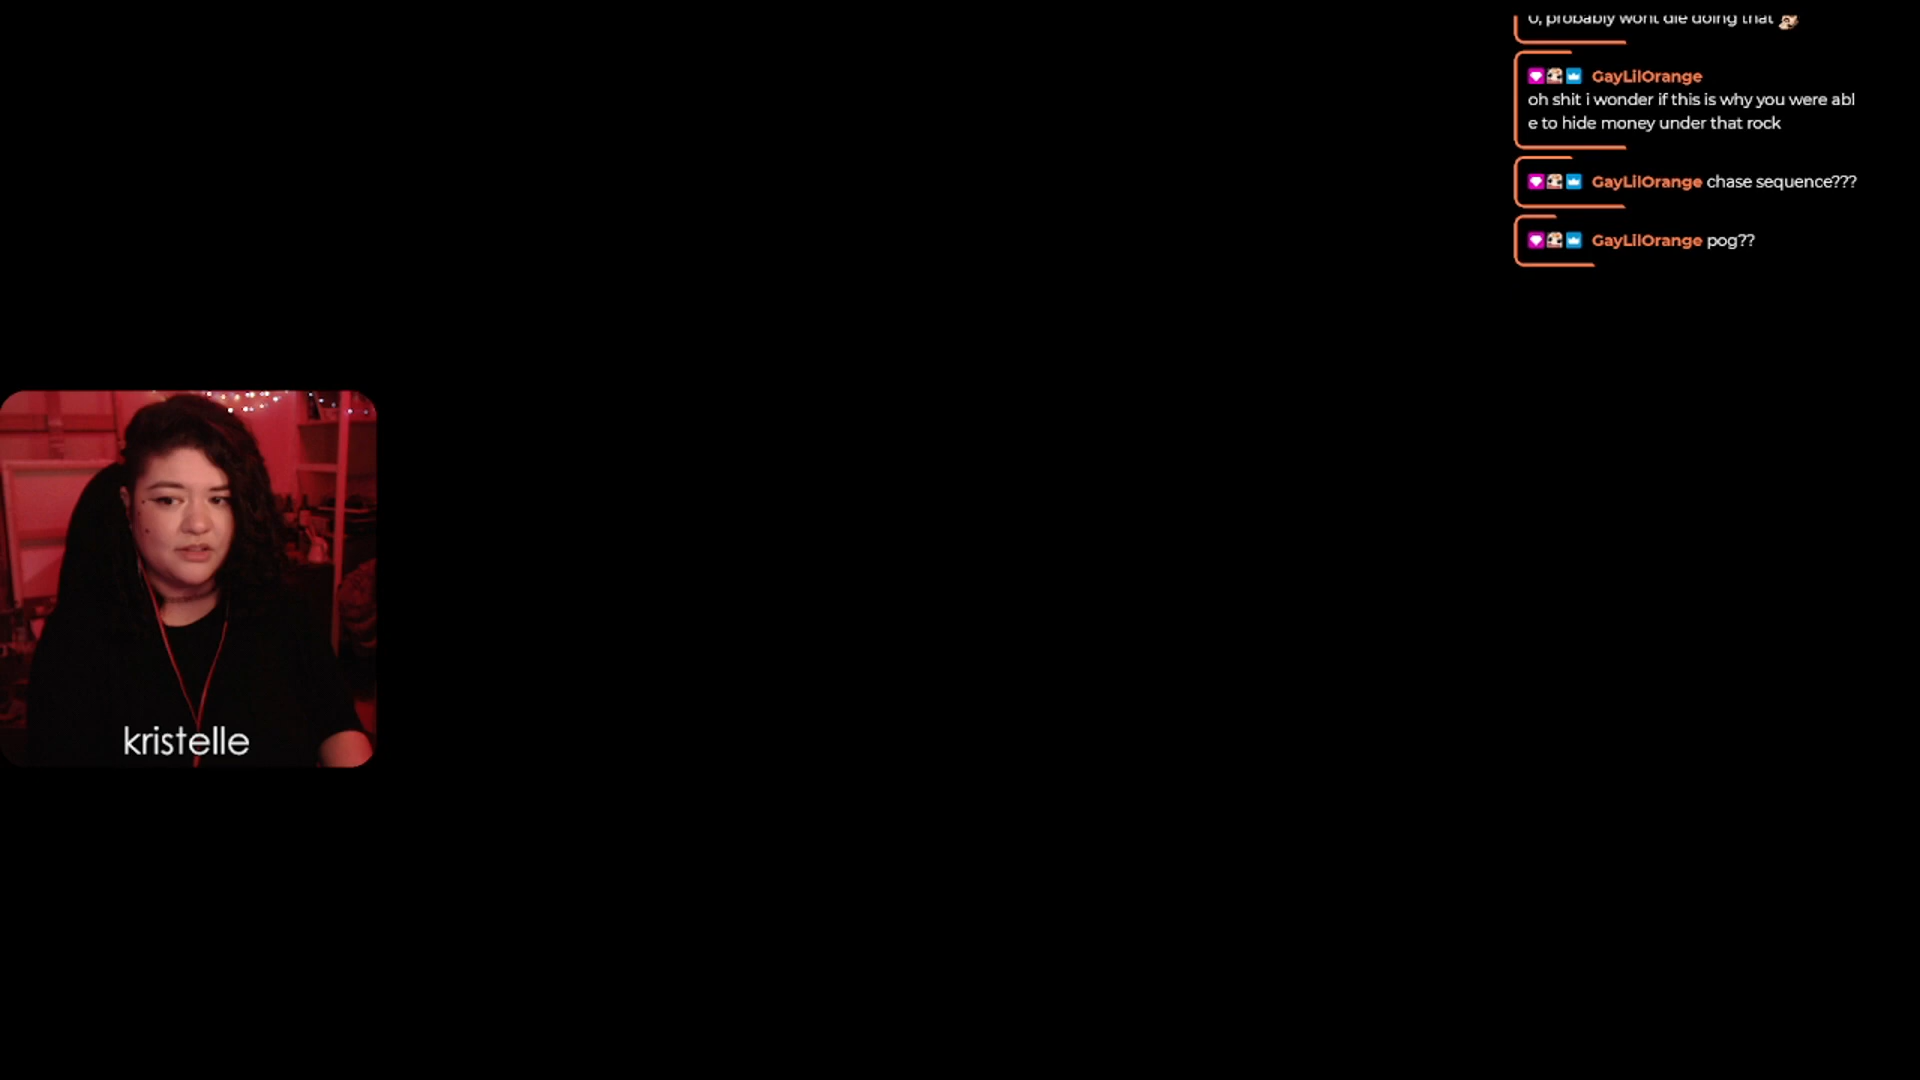 0, probably wont die doing that
GayLilOrange
oh shit i wonder if this is why you were abl
e to hide money under that rock
GayLilOrange chase sequence???
GayLilOrange pog??
kristelle